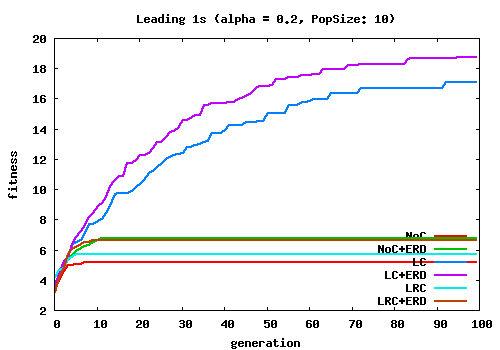 Leading 1s (alpha = 0.2, PopSize: 10)
20
18
16
14
12
10
8
6
4
2
fitness
NoC
NoC+ERD
LC
LC+ERD
LRC
LRC+ERD
0 10 20 30 40 50 60 70 80 90 100
generation